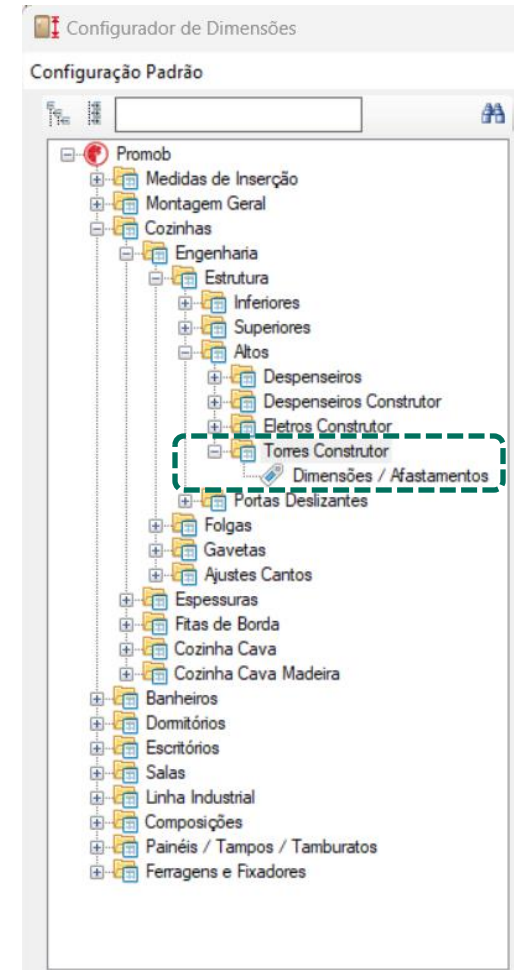 Configurador de Dimensões
Configuração Padrão
Promob
Medidas de Inserção
Montagem Geral
Cozinhas
Engenharia
Estrutura
Inferiores
Superiores
Altos
Despenseiros
Despenseiros Construtor
Eletros Construtor
Torres Construtor
Dimensões / Afastamentos
Portas Deslizantes
Folgas
Gavetas
Ajustes Cantos
Espessuras
Fitas de Borda
Cozinha Cava
Cozinha Cava Madeira
Banheiros
Dormitórios
Escritórios
Salas
Linha Industrial
Composições
Painéis / Tampos / Tamburatos
Ferragens e Fixadores